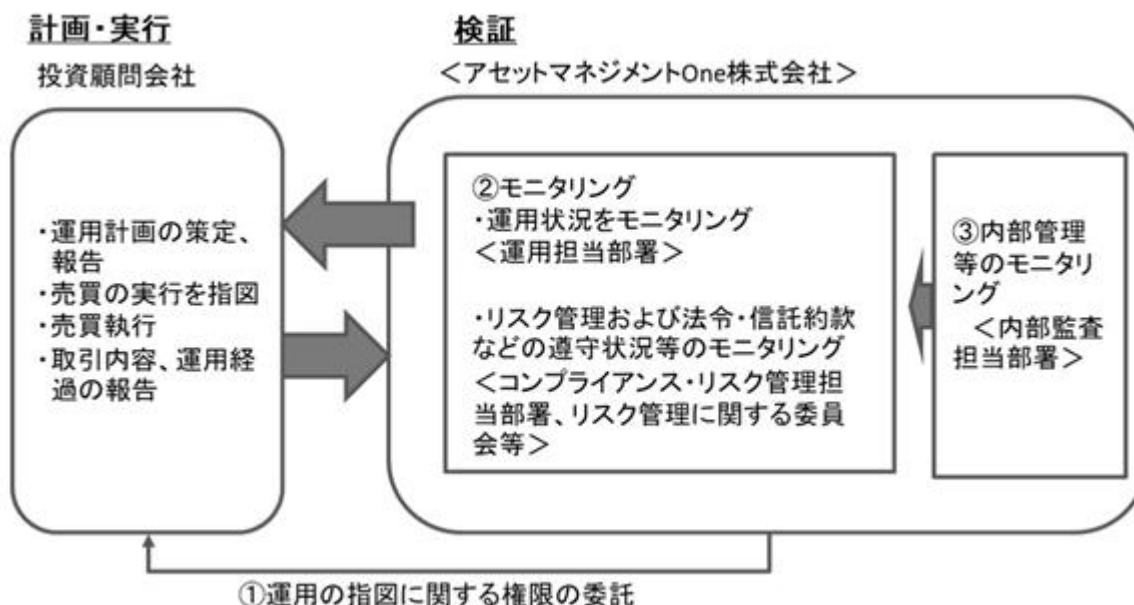 計画・実行
投資顧問会社
・運用計画の策定、
報告
・売買の実行を指図
・売買執行
・取引内容、運用経
過の報告
検証
＜アセットマネジメントOne株式会社＞
②モニタリング
・運用状況をモニタリング
＜運用担当部署＞
・リスク管理および法令・信託約款
などの遵守状況等のモニタリング
＜コンプライアンス・リスク管理担
当部署、リスク管理に関する委員
会等＞
③内部管理
等のモニタリ
ング
＜内部監査
担当部署＞
①運用の指図に関する権限の委託